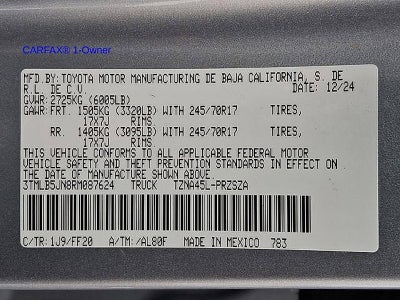 CARFAX® 1-Owner
MFD.BY:TOYOTA MOTOR MANUFACTURING DE BAJA CALIFORNIA, S. DE
R.L. DE C.V. DATE: 12/24
GVWR: 2725KG (6005LB)
GAWR: FRT. 1505KG (3320LB) WITH 245/70R17 TIRES,
17x7J RIMS
RR. 1405KG (3095LB) WITH 245/70R17 TIRES,
17x7J RIMS.
THIS VEHICLE CONFORMS TO ALL APPLICABLE FEDERAL MOTOR
VEHICLE SAFETY AND THEFT PREVENTION STANDARDS IN EFFECT ON
THE DATE OF MANUFACTURE SHOWN ABOVE.
3TMLB5JN8RM087624 TRUCK TZNA45L-PRZSZA
C/TR: 1J9/FF20 A/TM: /AL80F MADE IN MEXICO 783